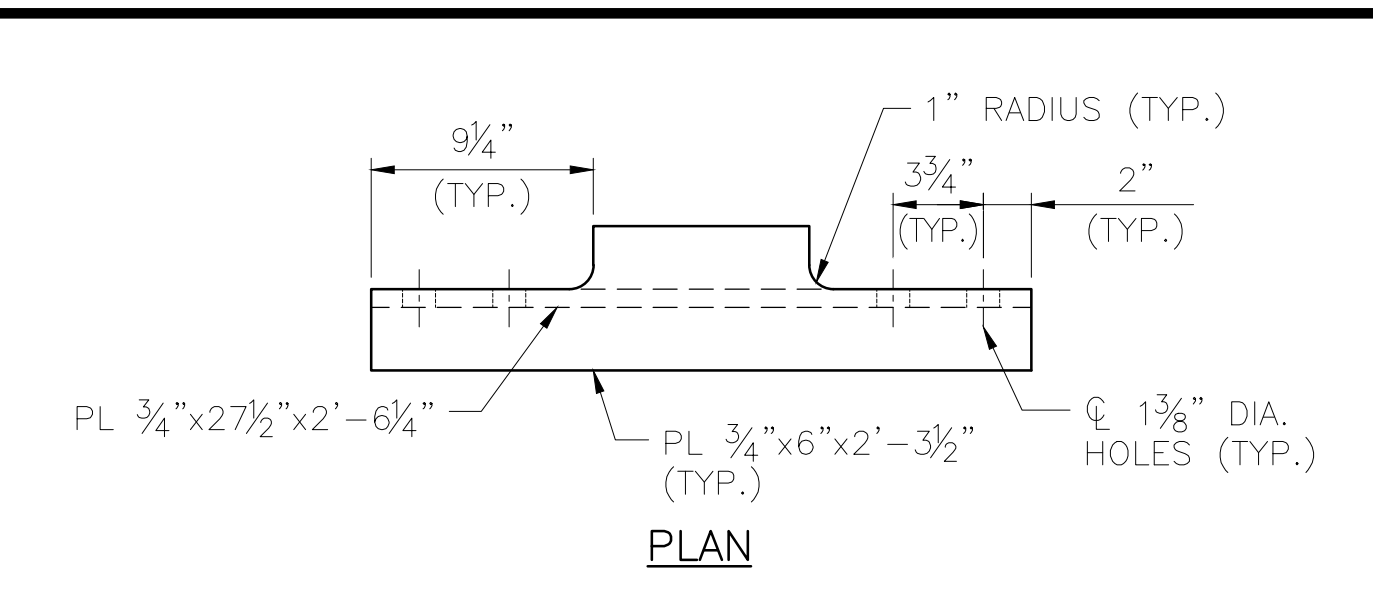 1” RADIUS (TYP.)
9¼”
(TYP.)
3¾”
(TYP.)
2”
(TYP.)
PL ¾”x27½”x2’-6¼”
PL ¾”x6”x2’-3½”
(TYP.)
℄ 1⅜” DIA.
HOLES (TYP.)
PLAN